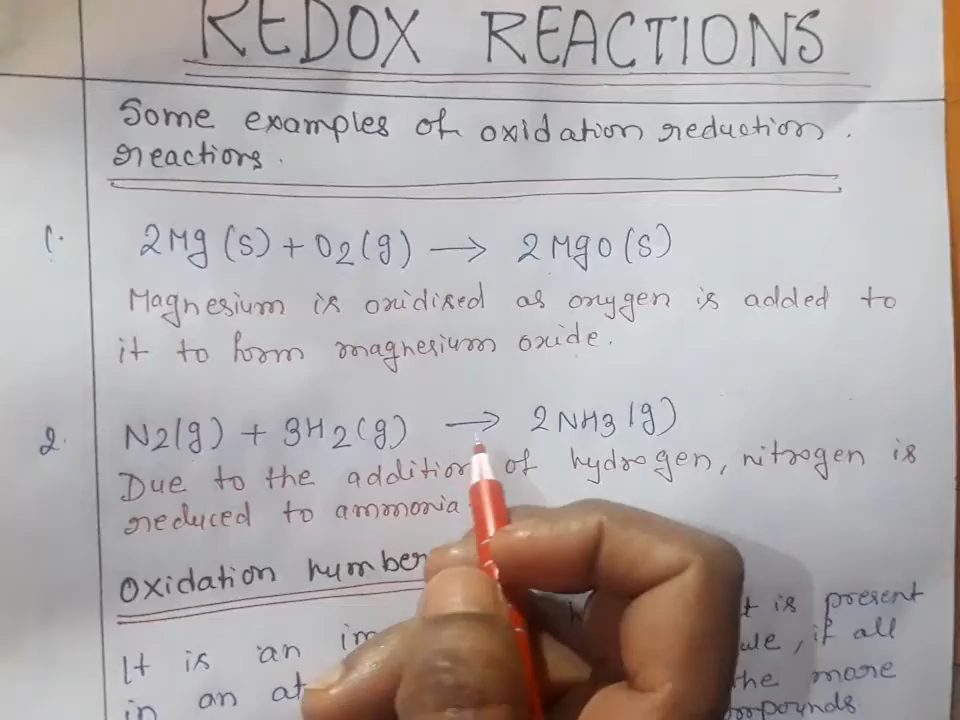 REDOX REACTIONS
Some examples of oxidation reduction.
reactions.
1. 2Mg (s) + O2 (g) → 2MgO (s)
Magnesium is oxidised as oxygen is added to
it to form magnesium oxide.
2. N2(g) + 3H2(g) → 2NH3(g)
Due to the addition of hydrogen, nitrogen is
reduced to ammonia
Oxidation number
t is present
It is an im ule, if all
in an at the more
ompounds